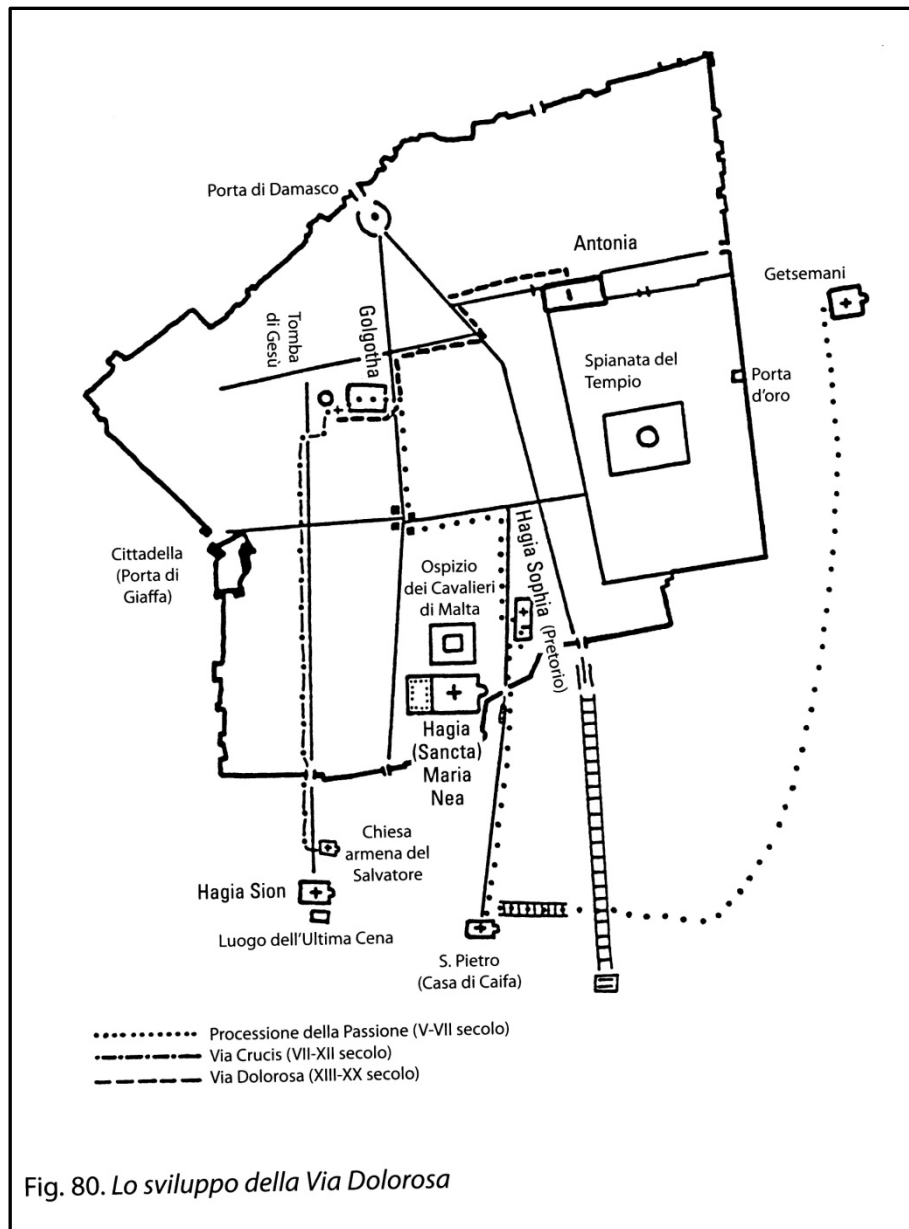 Porta di Damasco
Antonia
Getsemani
Tomba
di Gesù
Golgotha
Spianata del
Tempio
Porta
d'oro
Cittadella
(Porta di
Giaffa)
Ospizio
dei Cavalieri
di Malta
Hagia Sophia
(Pretorio)
Hagia
(Sancta)
Maria
Nea
Chiesa
armena del
Salvatore
Hagia Sion
Luogo dell'Ultima Cena
S. Pietro
(Casa di Caifa)
Processione della Passione (V-VII secolo)
Via Crucis (VII-XII secolo)
Via Dolorosa (XIII-XX secolo)
Fig. 80. Lo sviluppo della Via Dolorosa